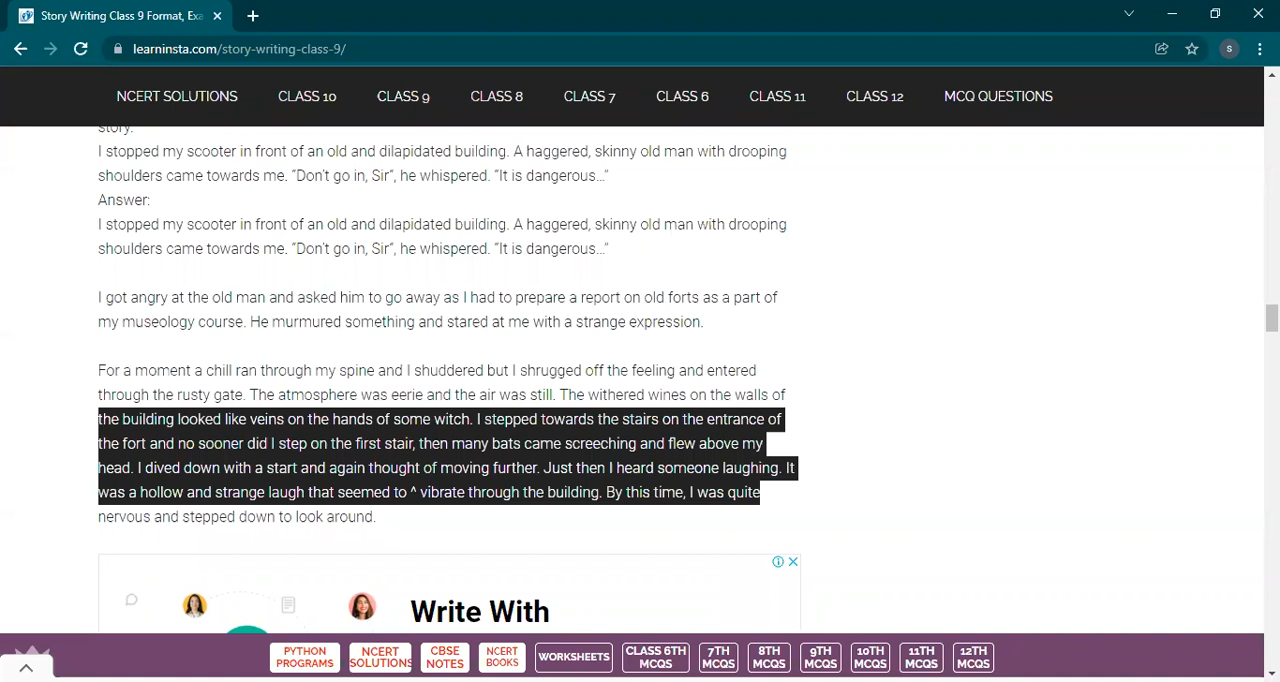 Story Writing Class 9 Format, Exa
learninsta.com/story-writing-class-9/
S
NCERT SOLUTIONS CLASS 10 CLASS 9 CLASS 8 CLASS 7 CLASS 6 CLASS 11 CLASS 12 MCQ QUESTIONS
story.
I stopped my scooter in front of an old and dilapidated building. A haggered, skinny old man with drooping
shoulders came towards me. “Don't go in, Sir“, he whispered. “It is dangerous…”
Answer:
I stopped my scooter in front of an old and dilapidated building. A haggered, skinny old man with drooping
shoulders came towards me. “Don't go in, Sir“, he whispered. “It is dangerous…”
I got angry at the old man and asked him to go away as I had to prepare a report on old forts as a part of
my museology course. He murmured something and stared at me with a strange expression.
For a moment a chill ran through my spine and I shuddered but I shrugged off the feeling and entered
through the rusty gate. The atmosphere was eerie and the air was still. The withered wines on the walls of
the building looked like veins on the hands of some witch. I stepped towards the stairs on the entrance of
the fort and no sooner did I step on the first stair, then many bats came screeching and flew above my
head. I dived down with a start and again thought of moving further. Just then I heard someone laughing. It
was a hollow and strange laugh that seemed to ^ vibrate through the building. By this time, I was quite
nervous and stepped down to look around.
Write With
PYTHON PROGRAMS NCERT SOLUTIONS CBSE NOTES NCERT BOOKS WORKSHEETS CLASS 6TH MCQS 7TH MCQS 8TH MCQS 9TH MCQS 10TH MCQS 11TH MCQS 12TH MCQS